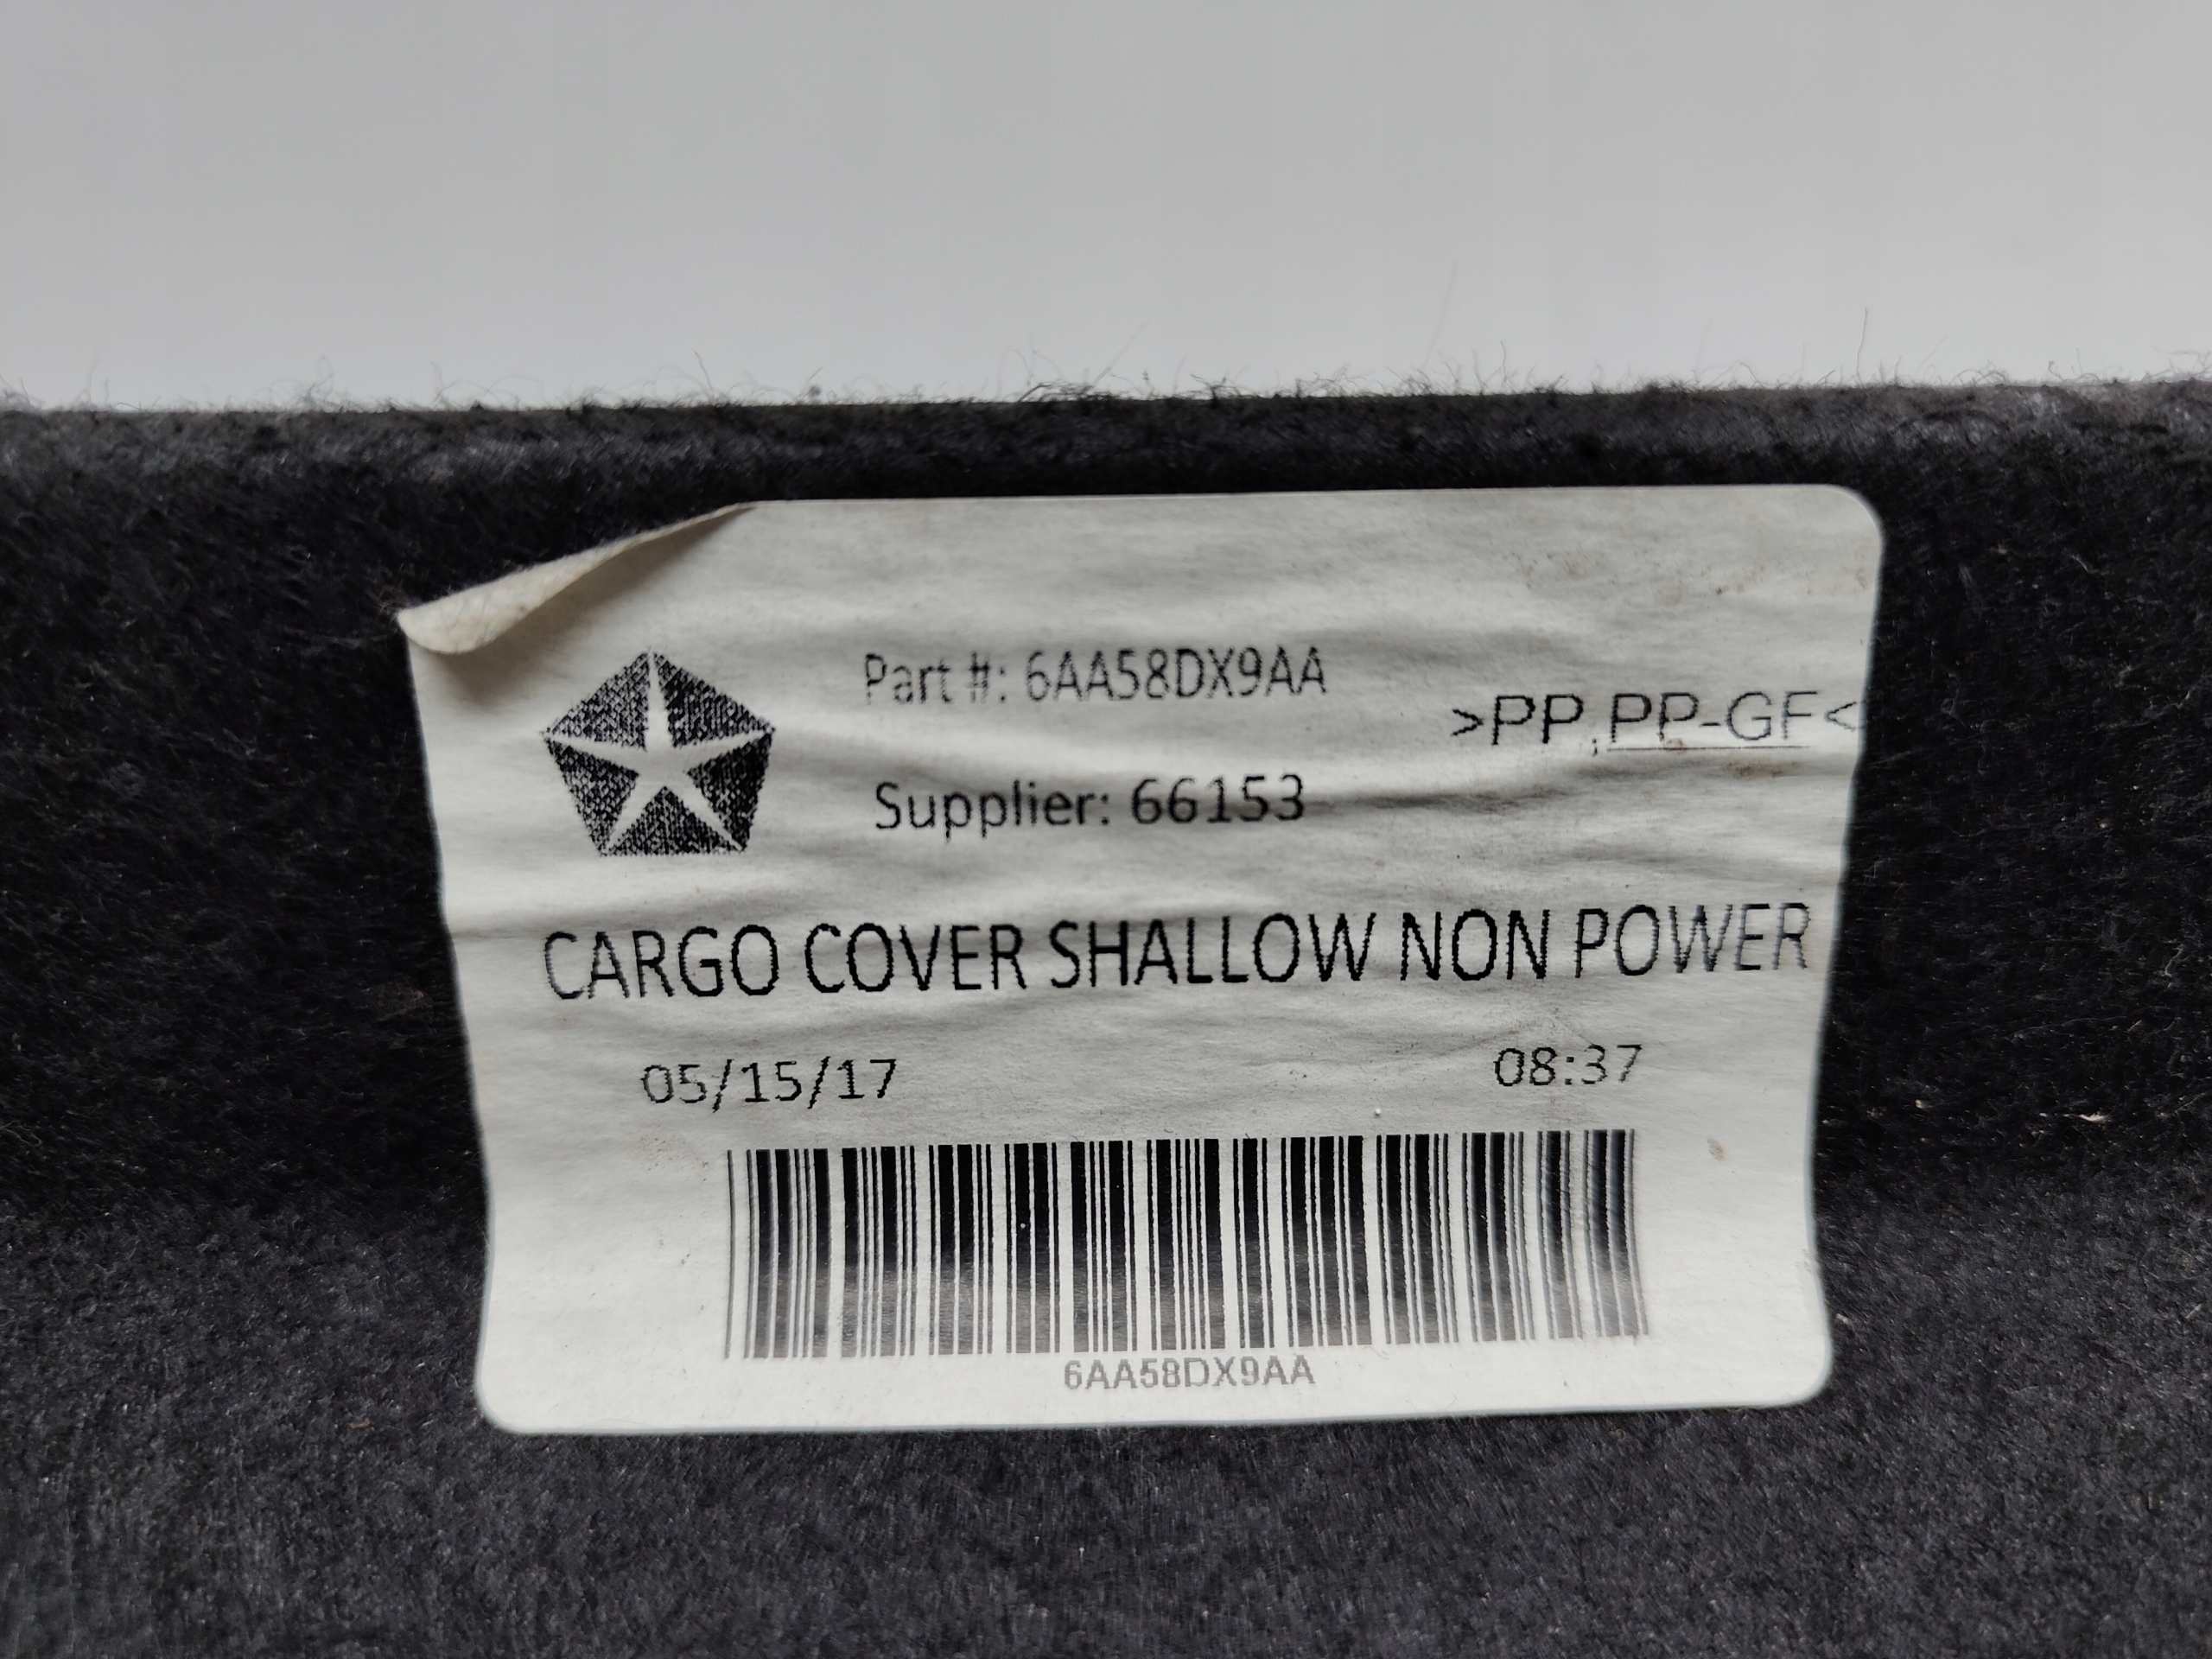 Part #: 6AA58DX9AA
>PP,PP-GF<
Supplier: 66153
CARGO COVER SHALLOW NON POWER
05/15/17 08:37
6AA58DX9AA